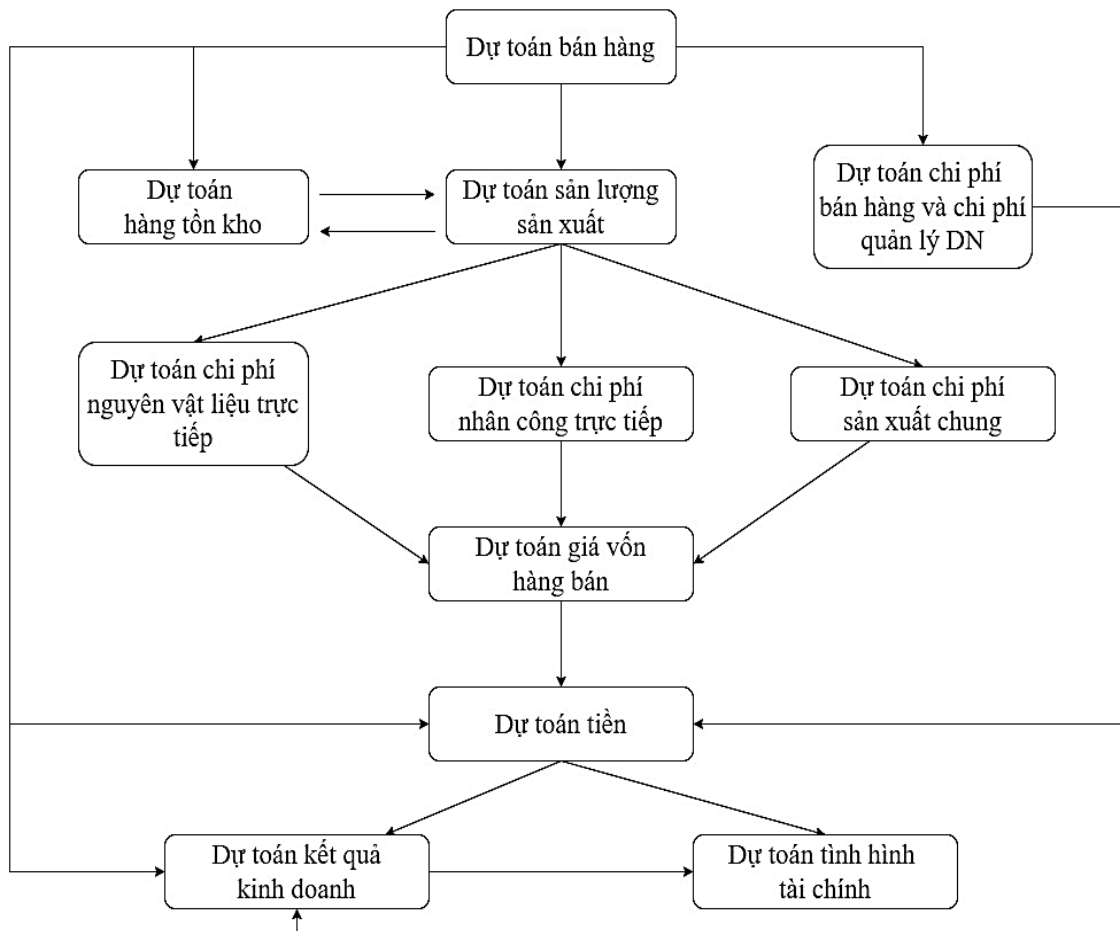 Dự toán bán hàng
Dự toán
hàng tồn kho
Dự toán sản lượng
sản xuất
Dự toán chi phí
bán hàng và chi phí
quản lý DN
Dự toán chi phí
nguyên vật liệu trực
tiếp
Dự toán chi phí
nhân công trực tiếp
Dự toán chi phí
sản xuất chung
Dự toán giá vốn
hàng bán
Dự toán tiền
Dự toán kết quả
kinh doanh
Dự toán tình hình
tài chính